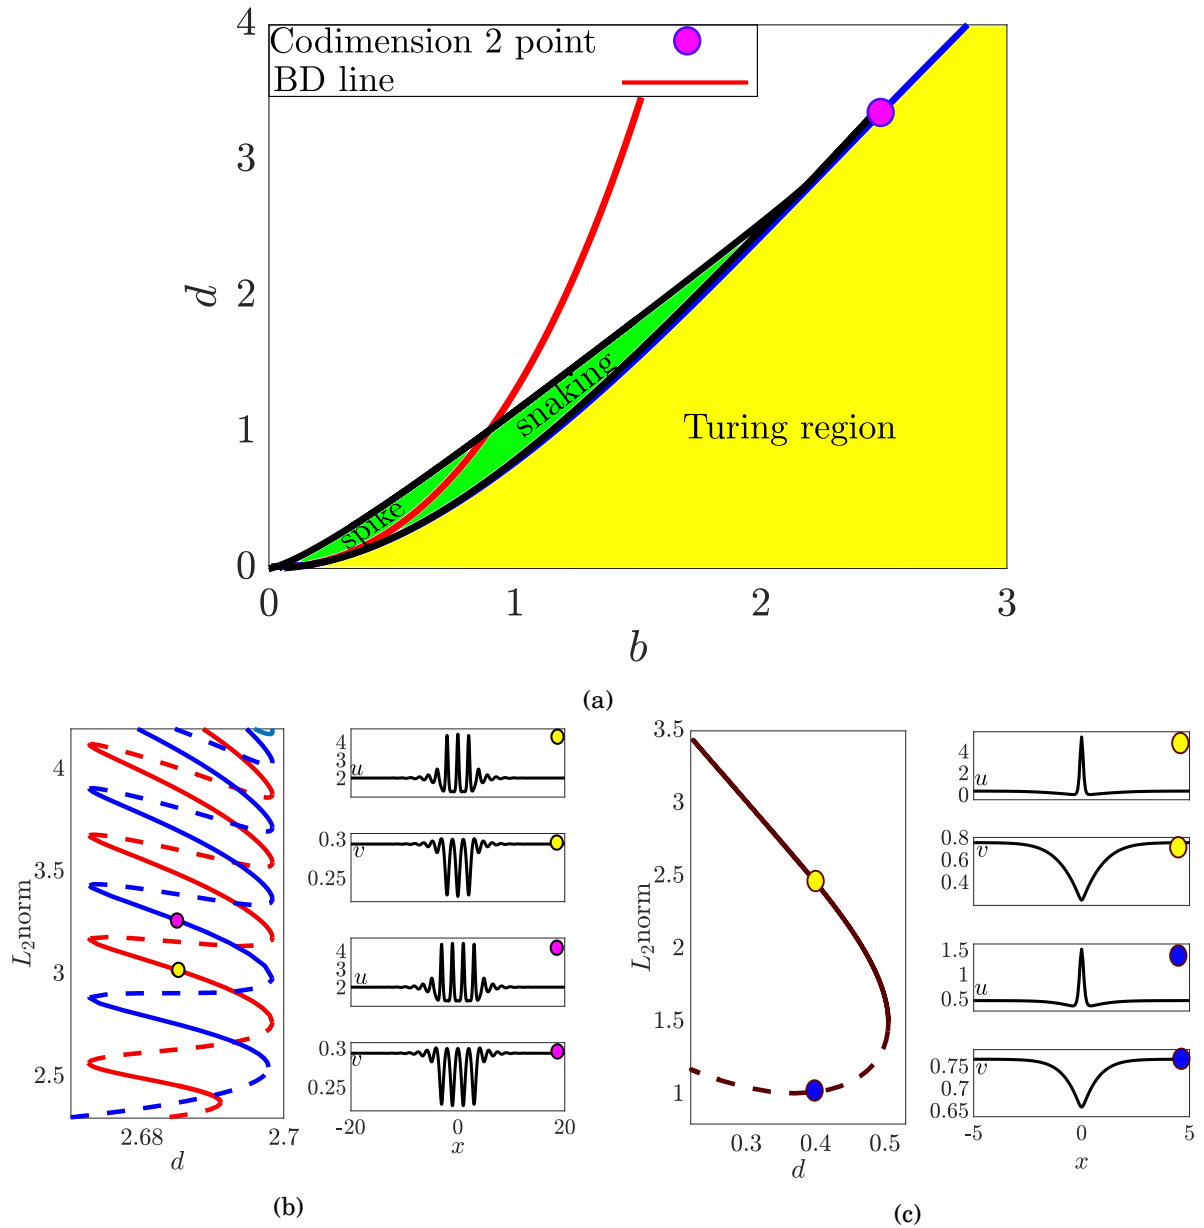 4
Codimension 2 point
BD line
3
d
2
1
0
spike
snaking
Turing region
0
1
2
3
b
(a)
4
3.5
3
2.5
L2norm
2.68
2.7
d
4
3
2
u
0.3
0.25
v
4
3
2
u
0.3
0.25
v
-20
0
20
x
(b)
3.5
3
2.5
2
1.5
1
L2norm
0.3
0.4
0.5
d
4
2
0
u
0.8
0.6
0.4
v
1.5
1
0.5
u
0.75
0.7
0.65
v
-5
0
5
x
(c)